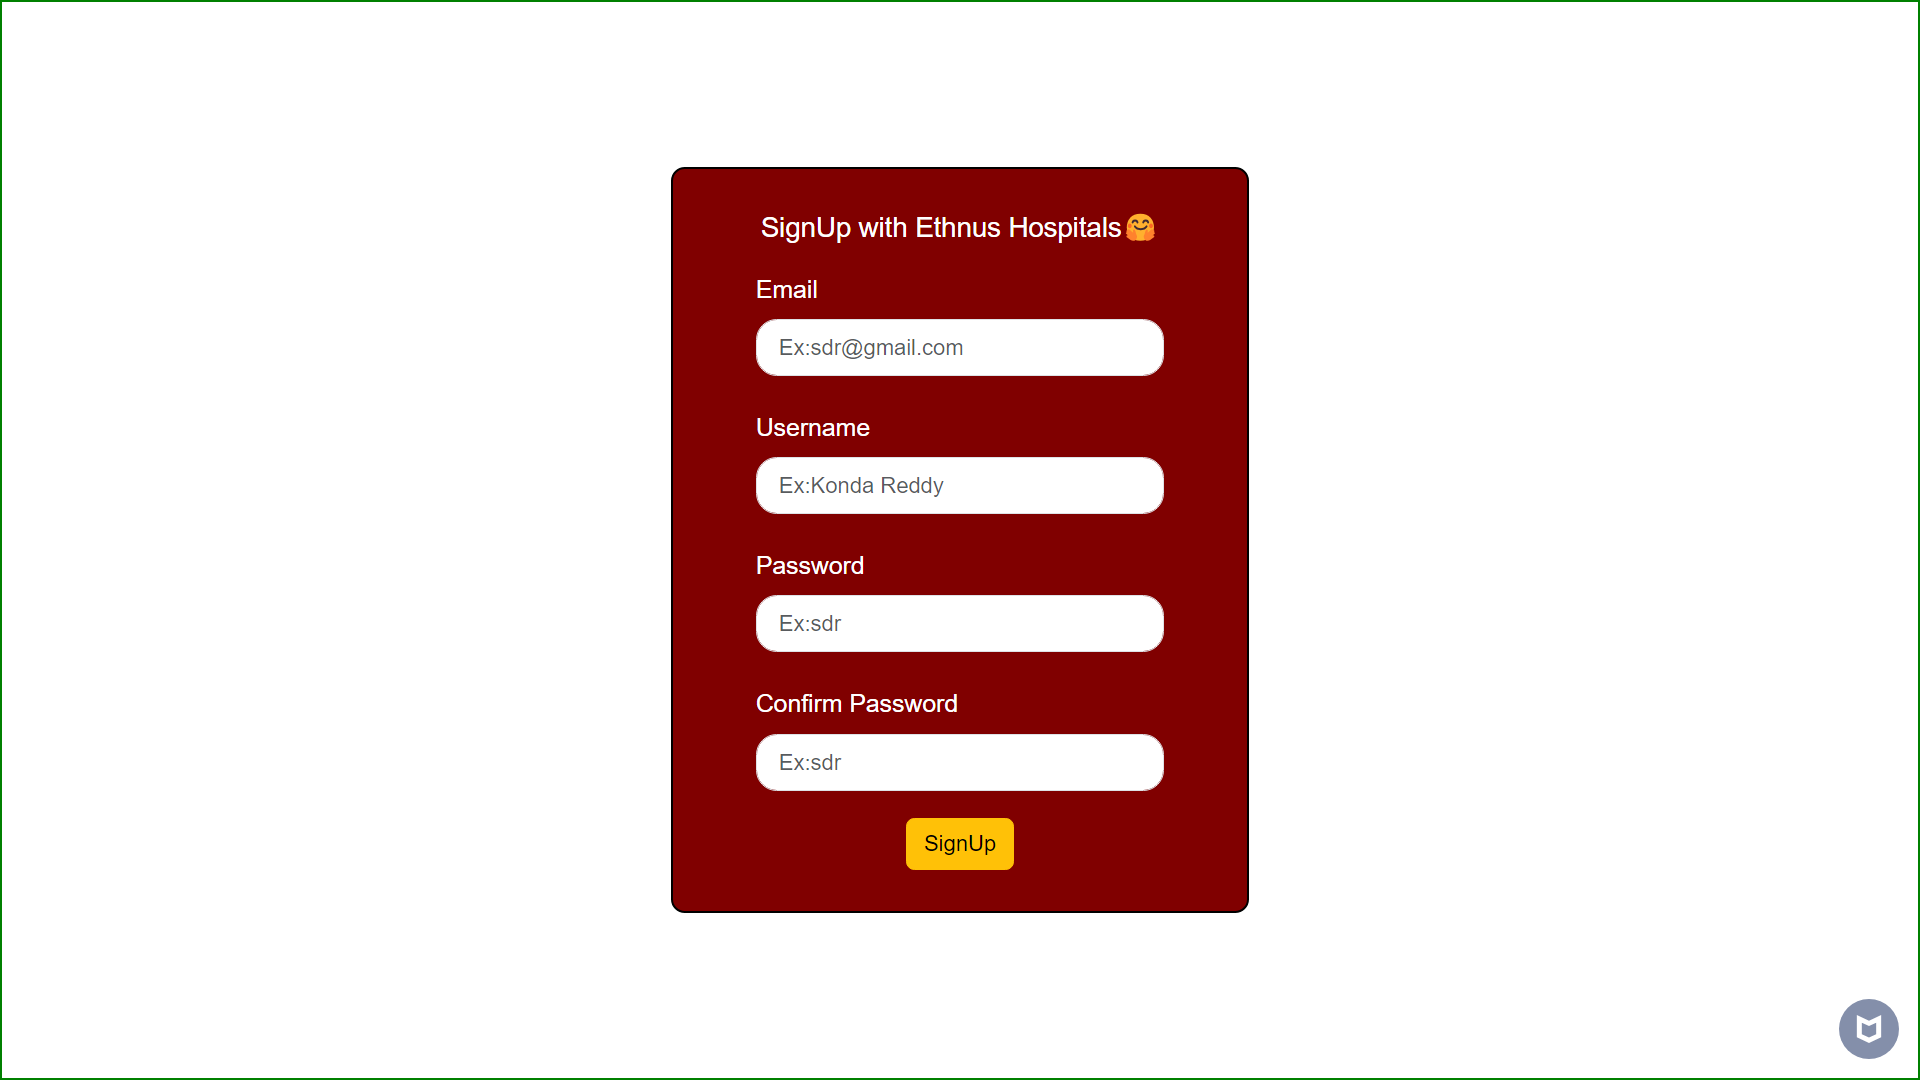 SignUp with Ethnus Hospitals🤗
Email
Ex:sdr@gmail.com
Username
Ex:Konda Reddy
Password
Ex:sdr
Confirm Password
Ex:sdr
SignUp